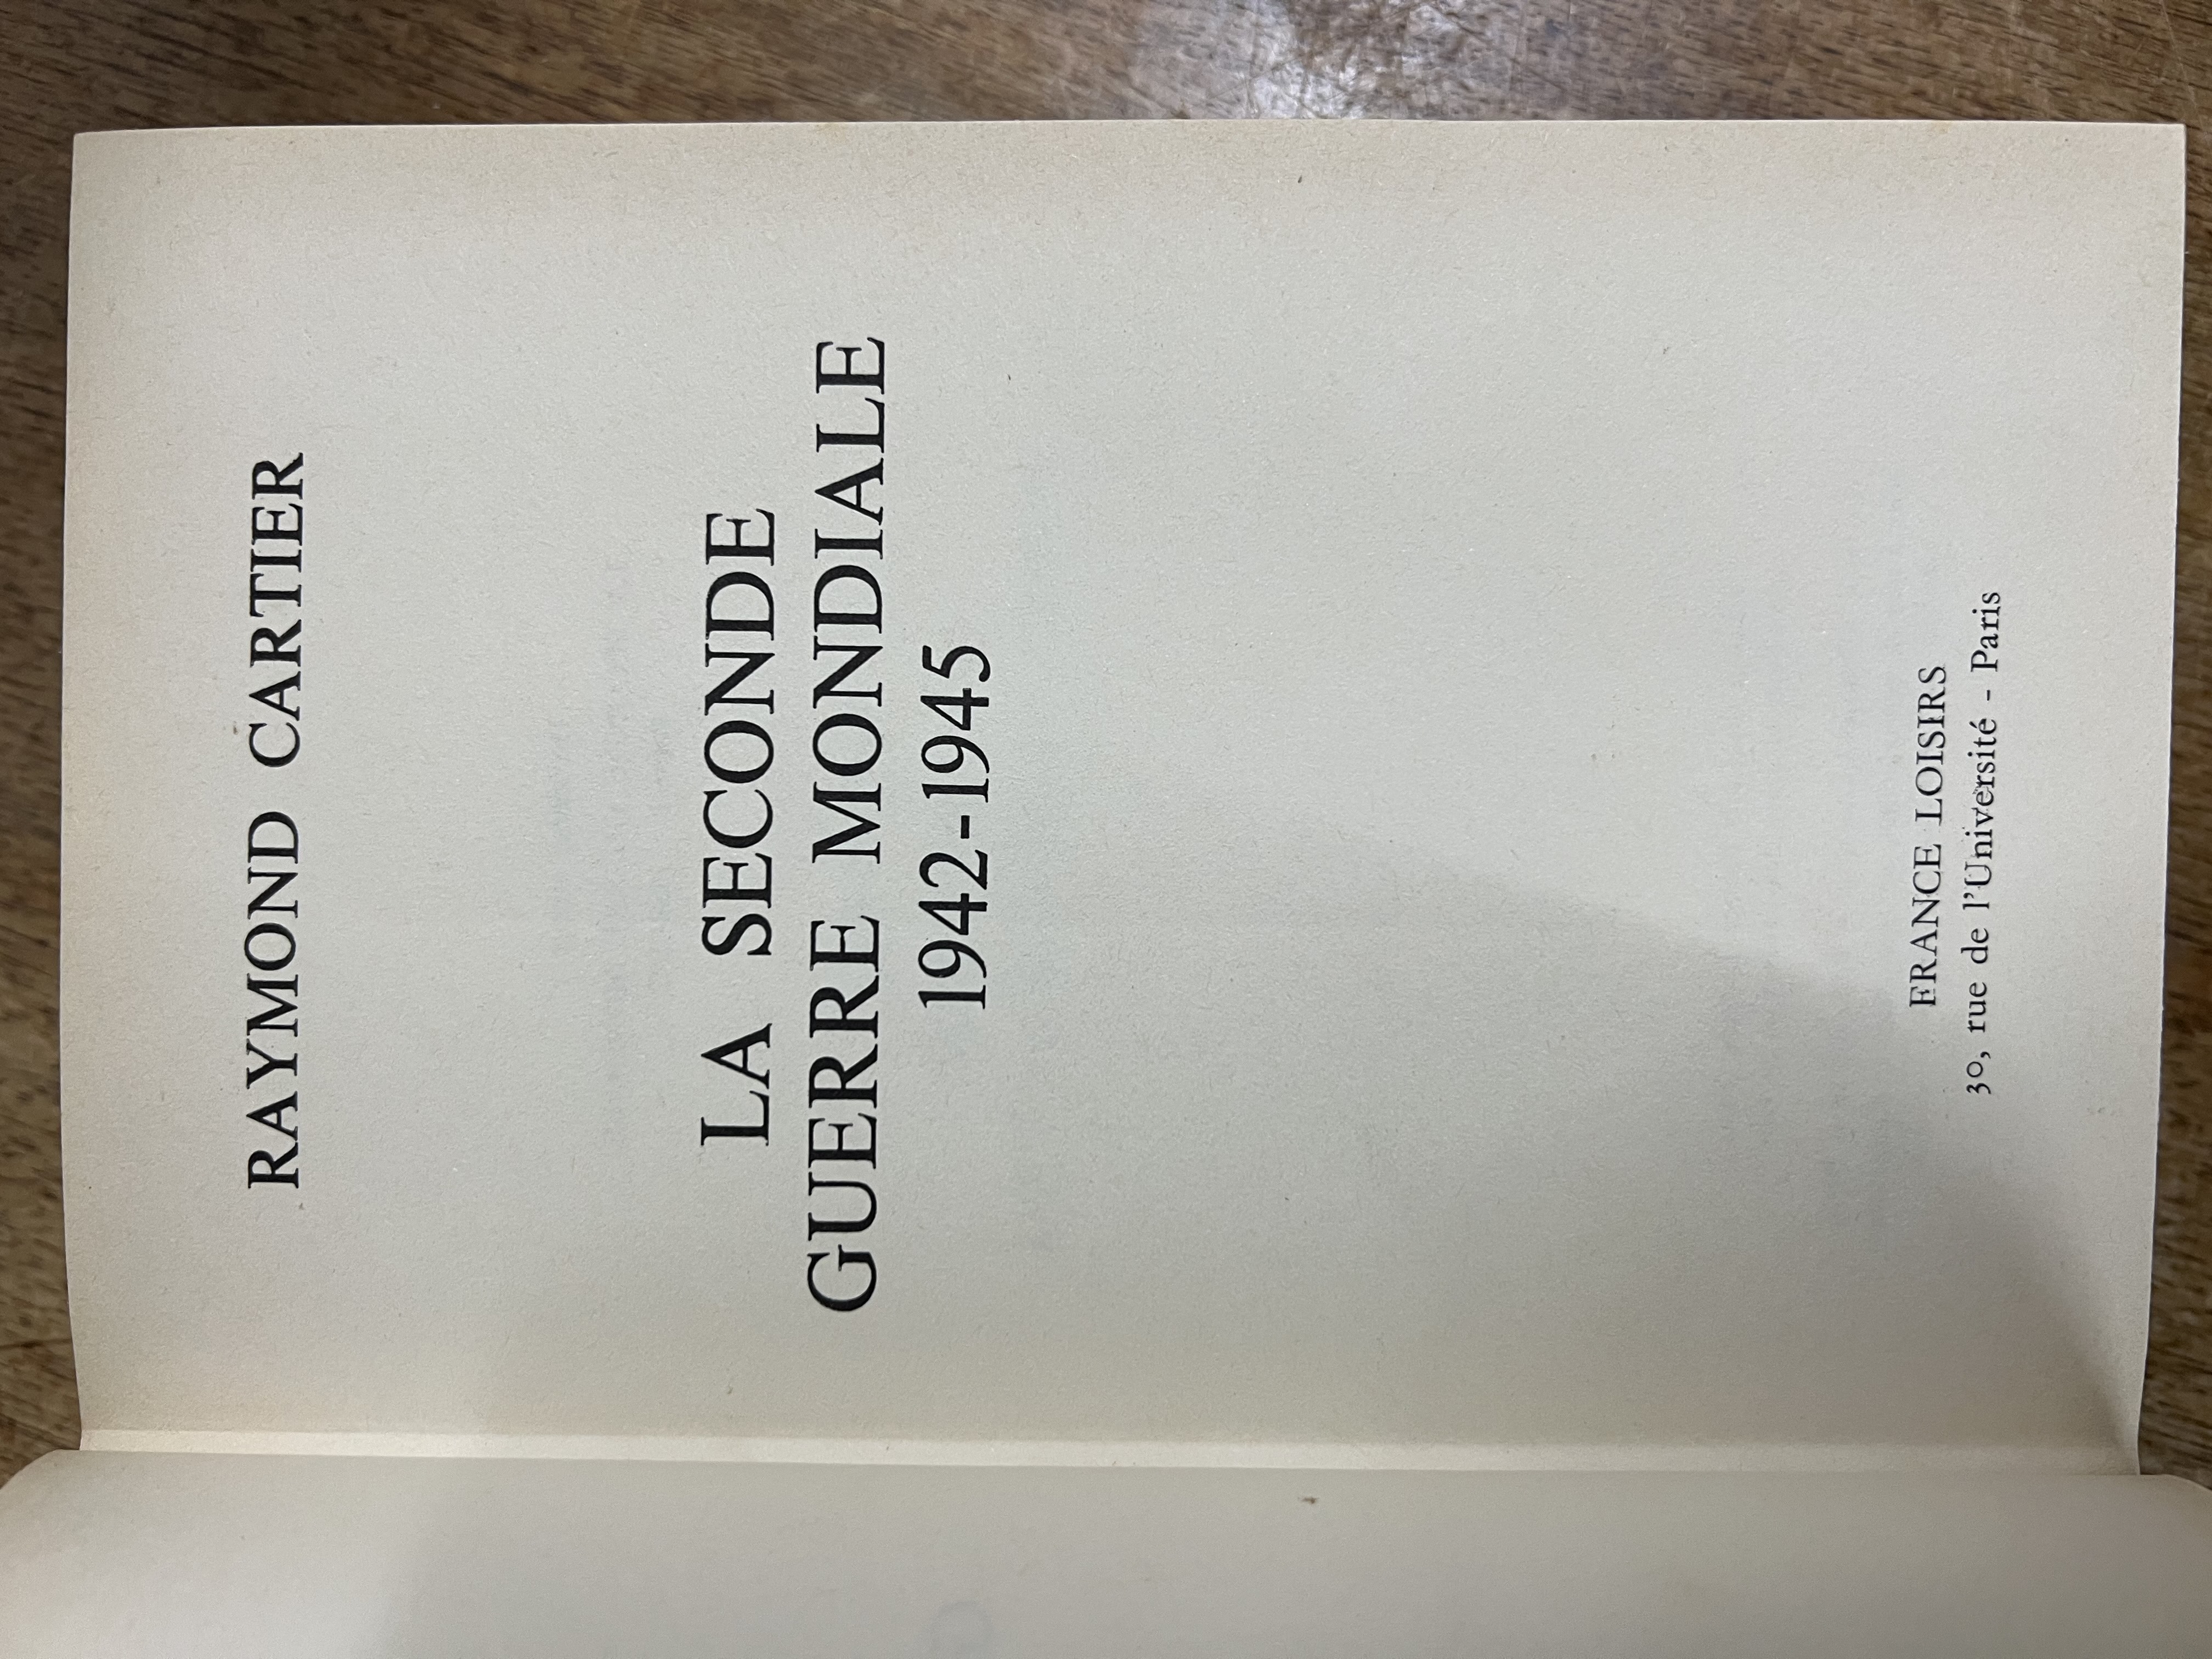 RAYMOND CARTIER
LA SECONDE
GUERRE MONDIALE
1942-1945
FRANCE LOISIRS
30, rue de l'Université - Paris